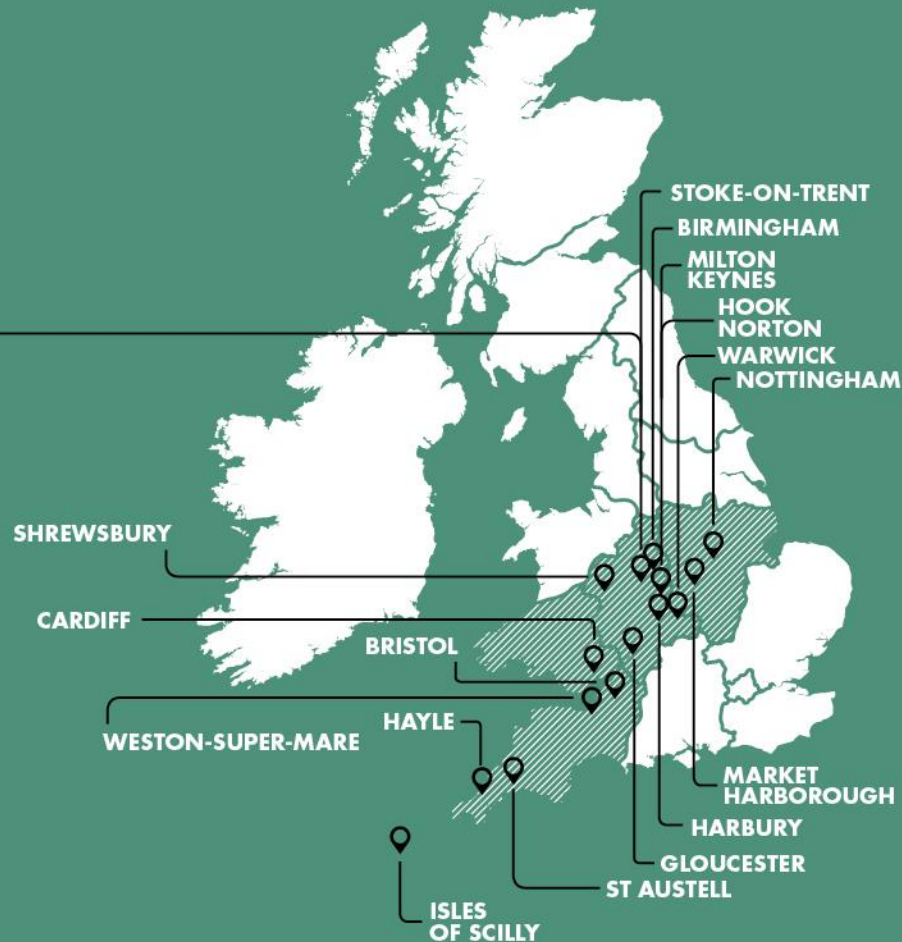 STOKE-ON-TRENT
BIRMINGHAM
MILTON
KEYNES
HOOK
NORTON
WARWICK
NOTTINGHAM
SHREWSBURY
CARDIFF
BRISTOL
WESTON-SUPER-MARE
HAYLE
MARKET
HARBOROUGH
HARBURY
GLOUCESTER
ST AUSTELL
ISLES
OF SCILLY